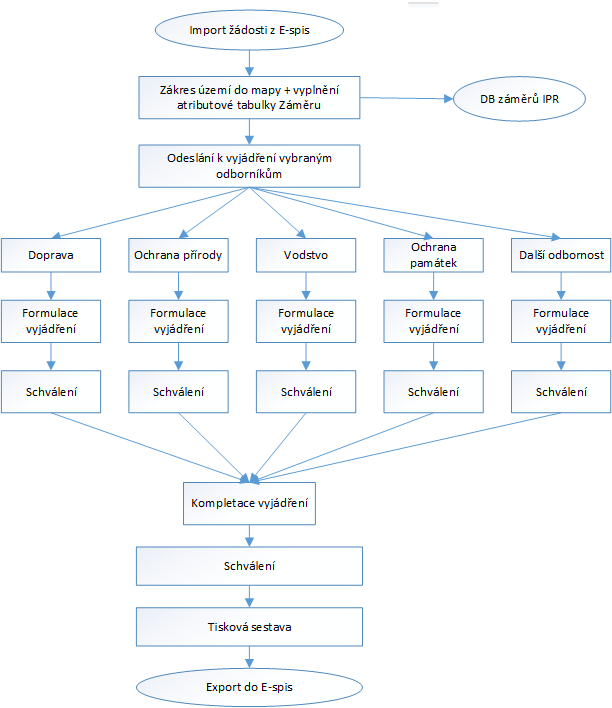 Import žádosti z E-spis
Zákres území do mapy + vyplnění
atributové tabulky Záměru
DB záměrů IPR
Odeslání k vyjádření vybraným
odborníkům
Doprava
Ochrana přírody
Vodstvo
Ochrana
památek
Další odbornost
Formulace
vyjádření
Formulace
vyjádření
Formulace
vyjádření
Formulace
vyjádření
Formulace
vyjádření
Schválení
Schválení
Schválení
Schválení
Schválení
Kompletace vyjádření
Schválení
Tisková sestava
Export do E-spis